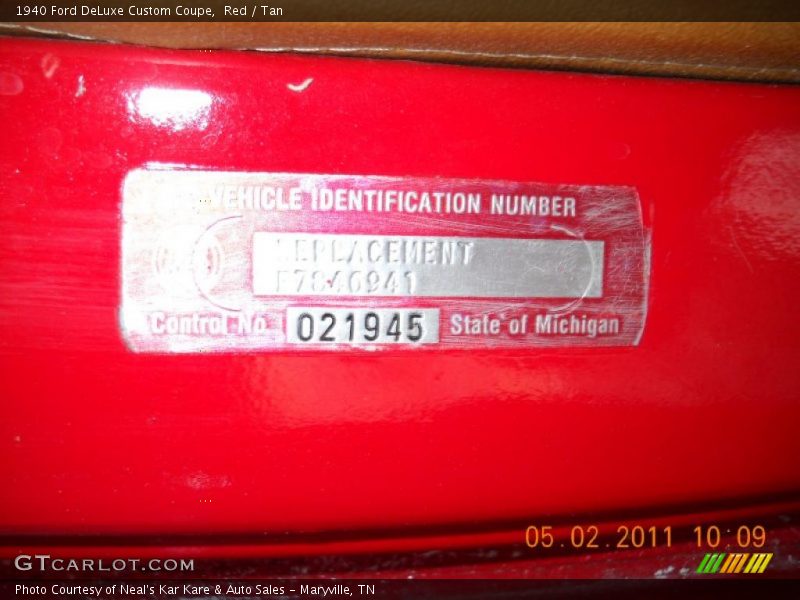 1940 Ford DeLuxe Custom Coupe, Red / Tan
VEHICLE IDENTIFICATION NUMBER
REPLACEMENT
Control No. 021945 State of Michigan
05.02.2011 10:09
GTCARLOT.COM
Photo Courtesy of Neal's Kar Kare & Auto Sales - Maryville, TN